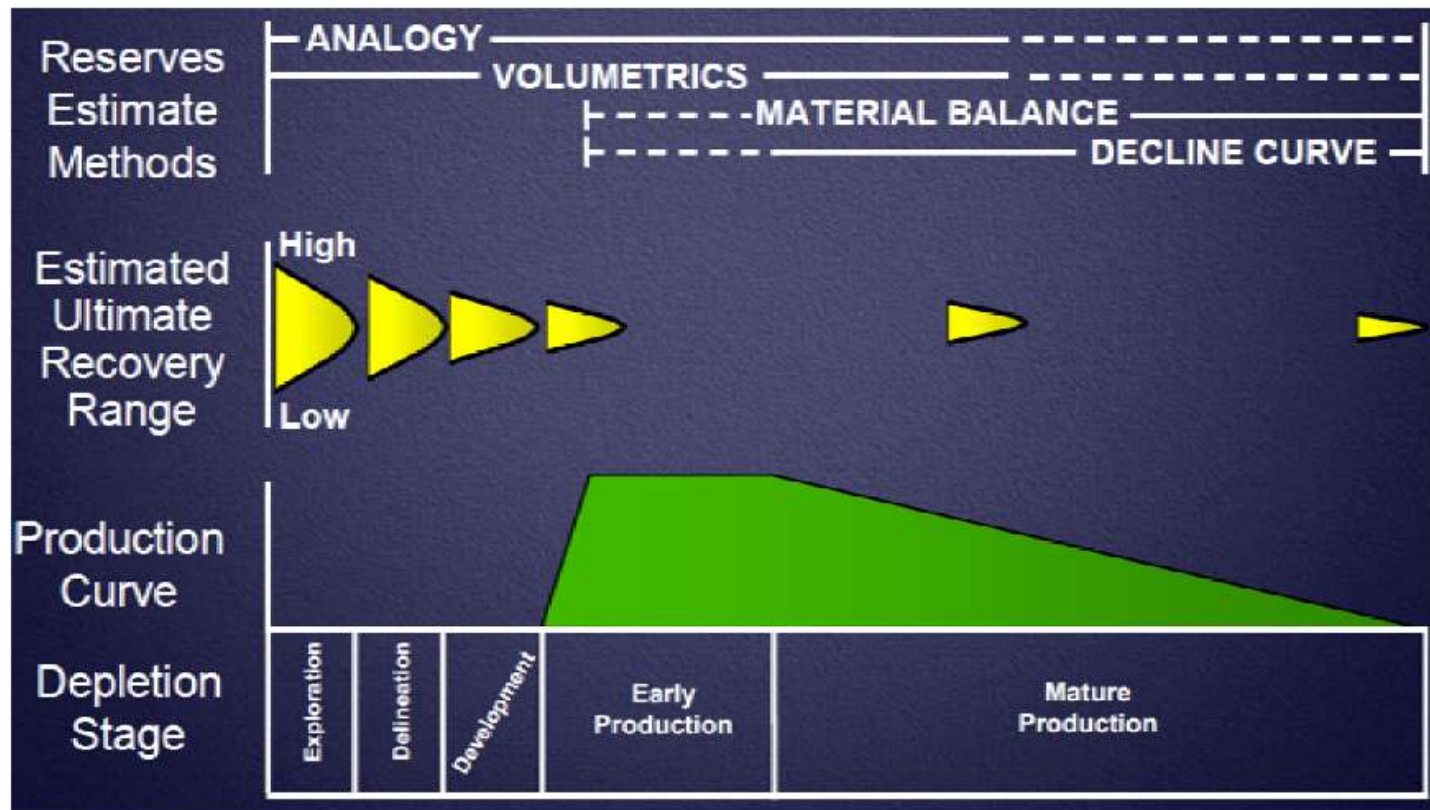 Reserves
Estimate
Methods
ANALOGY
VOLUMETRICS
MATERIAL BALANCE
DECLINE CURVE
Estimated
Ultimate
Recovery
Range
High
Low
Production
Curve
Depletion
Stage
Exploration
Delineation
Development
Early
Production
Mature
Production